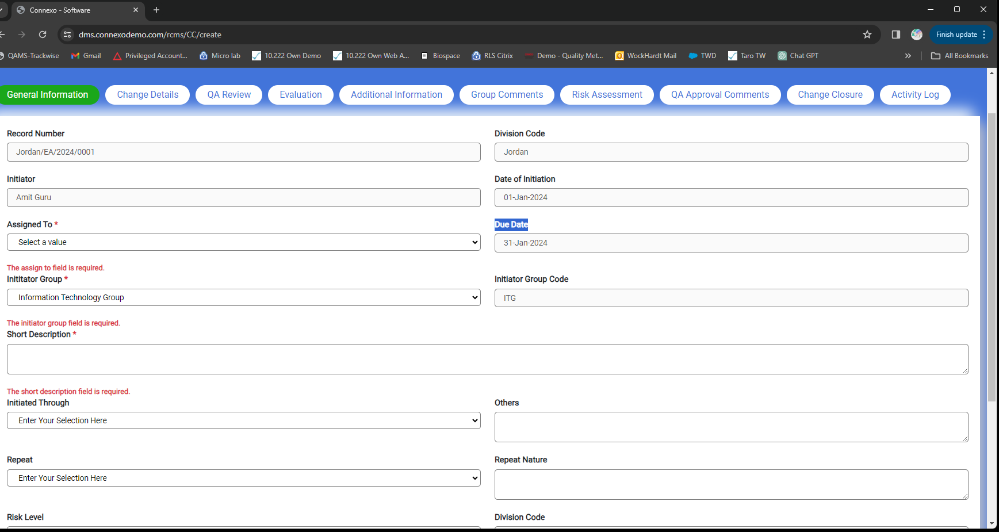 Connexo - Software
dms.connexodemo.com/rcms/CC/create
Finish update
QAMS-Trackwise Gmail Privileged Account... Micro lab 10.222 Own Demo 10.222 Own Web A... Biospace RLS Citrix Demo - Quality Met... WockHardt Mail TWD Taro TW Chat GPT All Bookmarks
General Information Change Details QA Review Evaluation Additional Information Group Comments Risk Assessment QA Approval Comments Change Closure Activity Log
Record Number Division Code
Jordan/EA/2024/0001 Jordan
Initiator Date of Initiation
Amit Guru 01-Jan-2024
Assigned To * Due Date
Select a value 31-Jan-2024
The assign to field is required.
Inititator Group * Initiator Group Code
Information Technology Group ITG
The initiator group field is required.
Short Description *
The short description field is required.
Initiated Through Others
Enter Your Selection Here
Repeat Repeat Nature
Enter Your Selection Here
Risk Level Division Code